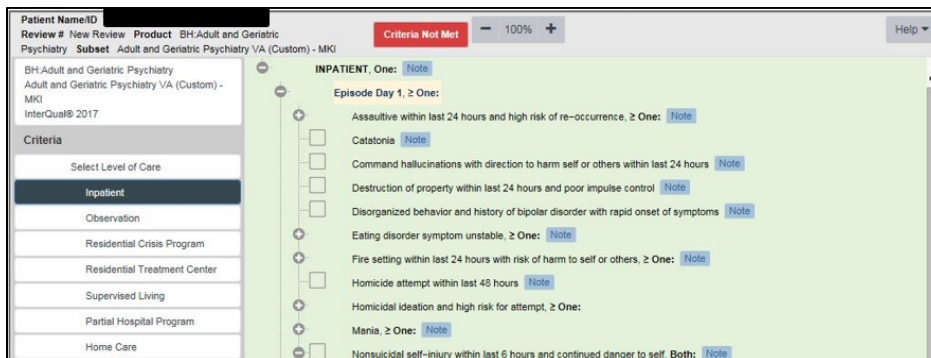 Patient Name/ID
Review # New Review Product BH:Adult and Geriatric
Psychiatry Subset Adult and Geriatric Psychiatry VA (Custom) - MKI
Criteria Not Met
100%
Help
BH:Adult and Geriatric Psychiatry
Adult and Geriatric Psychiatry VA (Custom) -
MKI
InterQual® 2017
Criteria
Select Level of Care
Inpatient
Observation
Residential Crisis Program
Residential Treatment Center
Supervised Living
Partial Hospital Program
Home Care
INPATIENT, One: Note
Episode Day 1, ≥ One:
Assaultive within last 24 hours and high risk of re-occurrence, ≥ One: Note
Catatonia Note
Command hallucinations with direction to harm self or others within last 24 hours Note
Destruction of property within last 24 hours and poor impulse control Note
Disorganized behavior and history of bipolar disorder with rapid onset of symptoms Note
Eating disorder symptom unstable, ≥ One: Note
Fire setting within last 24 hours with risk of harm to self or others, ≥ One: Note
Homicide attempt within last 48 hours Note
Homicidal ideation and high risk for attempt, ≥ One:
Mania, ≥ One: Note
Nonsuicidal self-injury within last 6 hours and continued danger to self, Both: Note